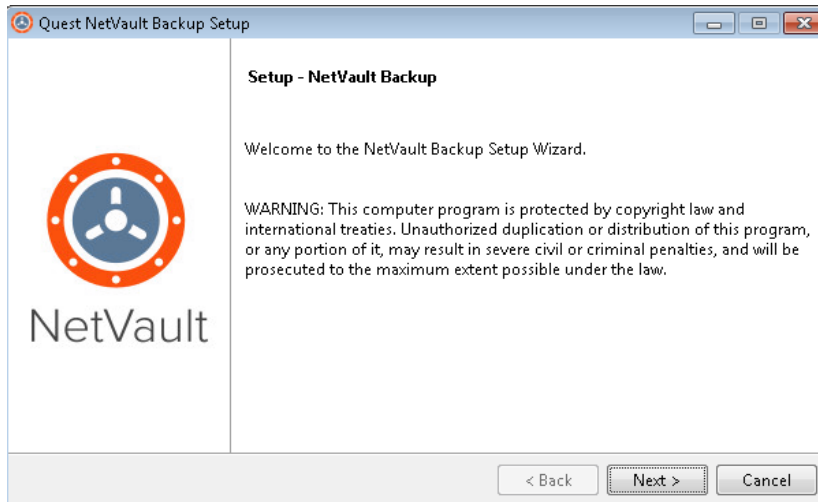 Quest NetVault Backup Setup
Setup - NetVault Backup
Welcome to the NetVault Backup Setup Wizard.
WARNING: This computer program is protected by copyright law and
international treaties. Unauthorized duplication or distribution of this program,
or any portion of it, may result in severe civil or criminal penalties, and will be
prosecuted to the maximum extent possible under the law.
NetVault
< Back
Next >
Cancel